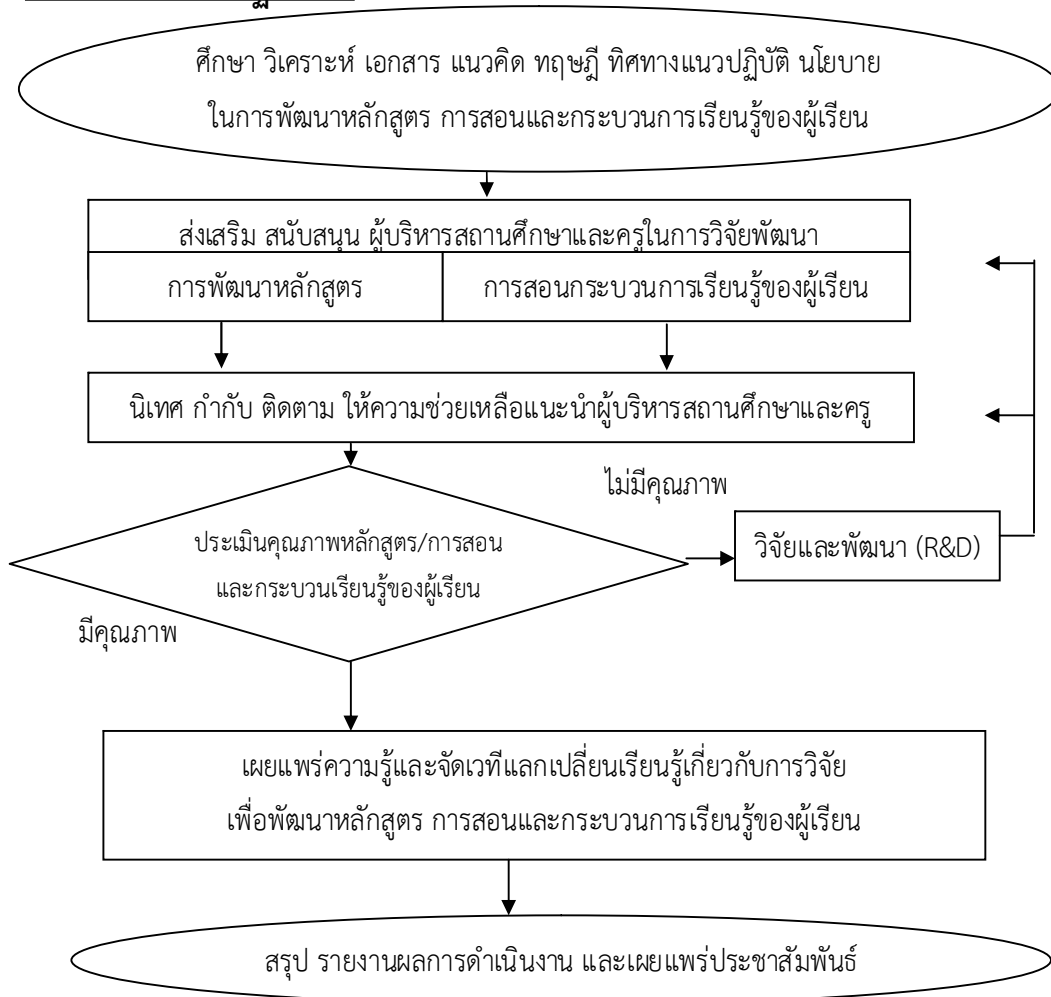 ศึกษา วิเคราะห์ เอกสาร แนวคิด ทฤษฎี ทิศทางแนวปฏิบัติ นโยบาย
ในการพัฒนาหลักสูตร การสอนและกระบวนการเรียนรู้ของผู้เรียน
ส่งเสริม สนับสนุน ผู้บริหารสถานศึกษาและครูในการวิจัยพัฒนา
การพัฒนาหลักสูตร
การสอนกระบวนการเรียนรู้ของผู้เรียน
นิเทศ กำกับ ติดตาม ให้ความช่วยเหลือแนะนำผู้บริหารสถานศึกษาและครู
ไม่มีคุณภาพ
ประเมินคุณภาพหลักสูตร/การสอน
และกระบวนเรียนรู้ของผู้เรียน
วิจัยและพัฒนา (R&D)
มีคุณภาพ
เผยแพร่ความรู้และจัดเวทีแลกเปลี่ยนเรียนรู้เกี่ยวกับการวิจัย
เพื่อพัฒนาหลักสูตร การสอนและกระบวนการเรียนรู้ของผู้เรียน
สรุป รายงานผลการดำเนินงาน และเผยแพร่ประชาสัมพันธ์